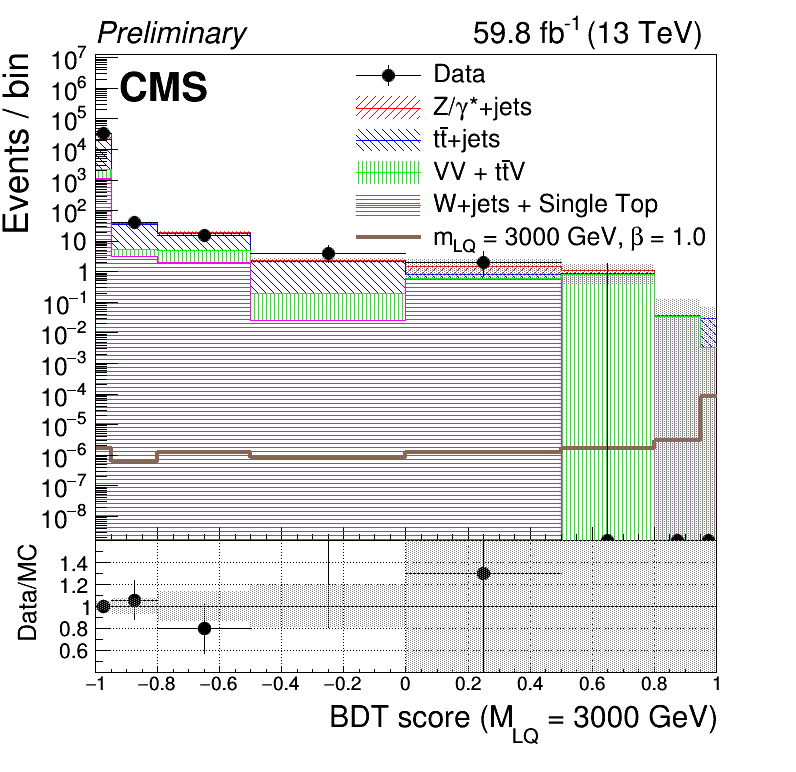 Preliminary 59.8 fb⁻¹ (13 TeV)
CMS
Events / bin
10⁷
10⁶
10⁵
10⁴
10³
10²
10
1
10⁻¹
10⁻²
10⁻³
10⁻⁴
10⁻⁵
10⁻⁶
10⁻⁷
10⁻⁸
Data
Z/γ*+jets
tt̄+jets
VV + tt̄V
W+jets + Single Top
m_LQ = 3000 GeV, β = 1.0
Data/MC
1.4
1.2
1
0.8
0.6
−1 −0.8 −0.6 −0.4 −0.2 0 0.2 0.4 0.6 0.8 1
BDT score (M_LQ = 3000 GeV)